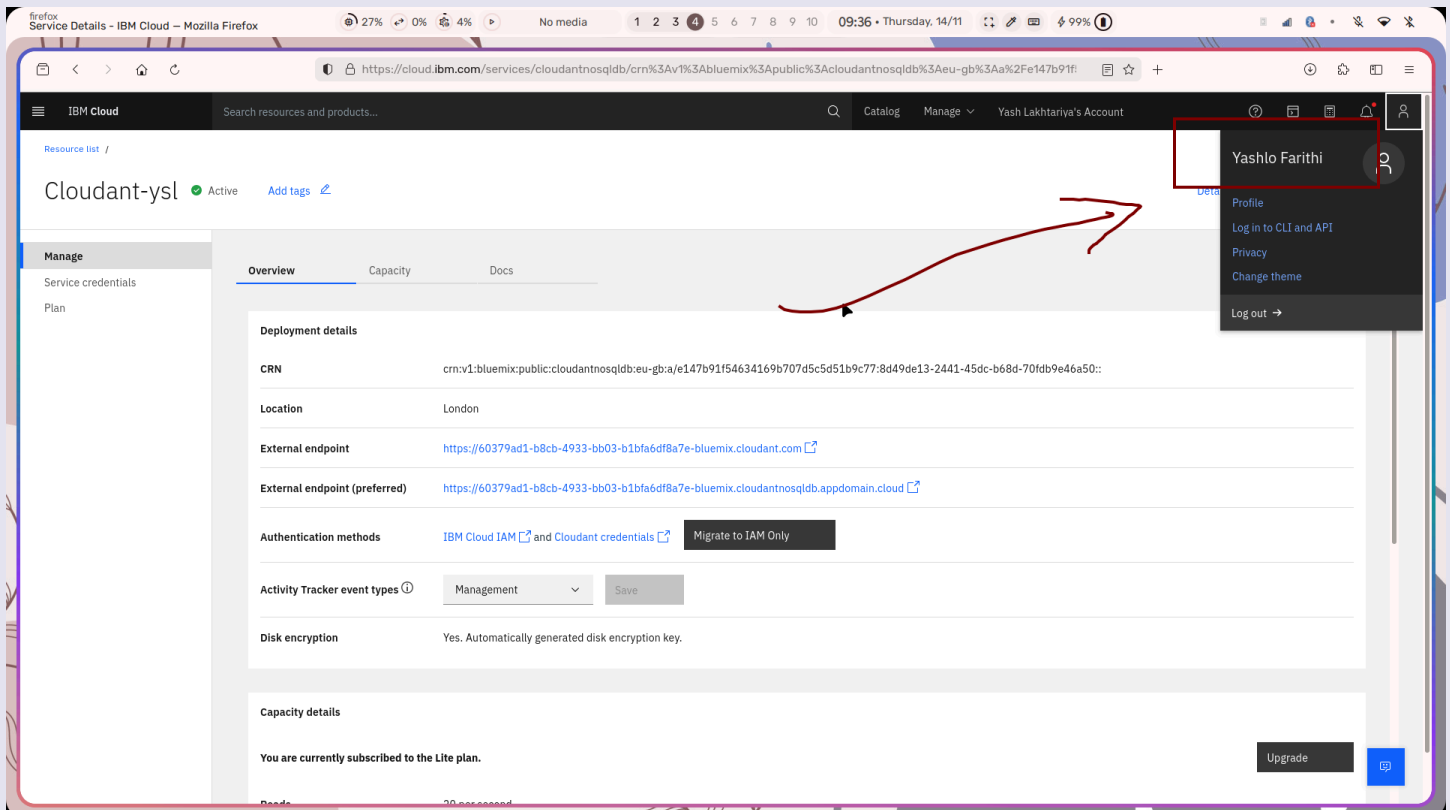 firefox
Service Details - IBM Cloud — Mozilla Firefox
27% 0% 4% No media 1 2 3 4 5 6 7 8 9 10 09:36 • Thursday, 14/11 99%
https://cloud.ibm.com/services/cloudantnosqldb/crn%3Av1%3Abluemix%3Apublic%3Acloudantnosqldb%3Aeu-gb%3Aa%2Fe147b91f
IBM Cloud Search resources and products... Catalog Manage Yash Lakhtariya's Account
Resource list /
Cloudant-ysl Active Add tags
Yashlo Farithi
Profile
Log in to CLI and API
Privacy
Change theme
Log out
Manage
Service credentials
Plan
Overview Capacity Docs
Deployment details
CRN crn:v1:bluemix:public:cloudantnosqldb:eu-gb:a/e147b91f54634169b707d5c5d51b9c77:8d49de13-2441-45dc-b68d-70fdb9e46a50::
Location London
External endpoint https://60379ad1-b8cb-4933-bb03-b1bfa6df8a7e-bluemix.cloudant.com
External endpoint (preferred) https://60379ad1-b8cb-4933-bb03-b1bfa6df8a7e-bluemix.cloudantnosqldb.appdomain.cloud
Authentication methods IBM Cloud IAM and Cloudant credentials Migrate to IAM Only
Activity Tracker event types Management Save
Disk encryption Yes. Automatically generated disk encryption key.
Capacity details
You are currently subscribed to the Lite plan. Upgrade
Reads 20 per second